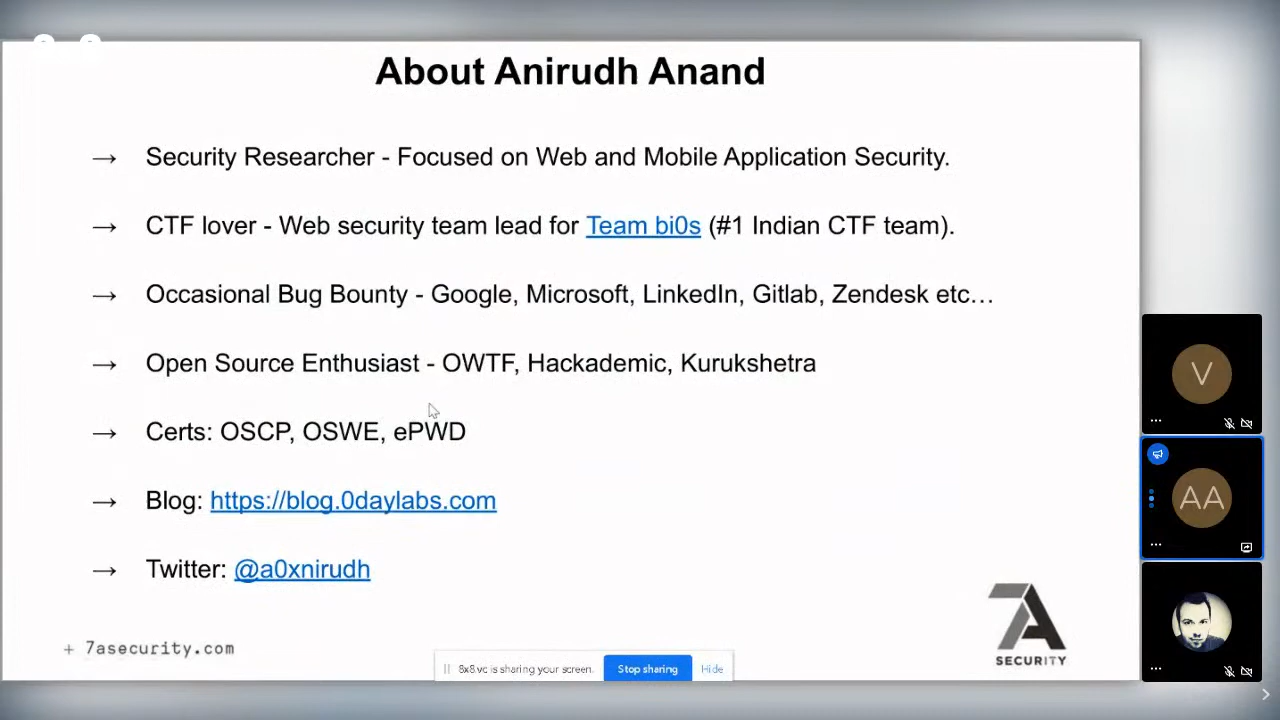 About Anirudh Anand
→ Security Researcher - Focused on Web and Mobile Application Security.
→ CTF lover - Web security team lead for Team bi0s (#1 Indian CTF team).
→ Occasional Bug Bounty - Google, Microsoft, LinkedIn, Gitlab, Zendesk etc…
→ Open Source Enthusiast - OWTF, Hackademic, Kurukshetra
→ Certs: OSCP, OSWE, ePWD
→ Blog: https://blog.0daylabs.com
→ Twitter: @a0xnirudh
+ 7asecurity.com
7A
SECURITY
8x8.vc is sharing your screen. Stop sharing Hide
V
AA